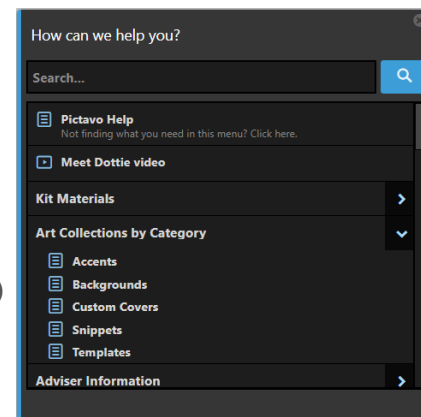 How can we help you?
Search...
Pictavo Help
Not finding what you need in this menu? Click here.
Meet Dottie video
Kit Materials
Art Collections by Category
Accents
Backgrounds
Custom Covers
Snippets
Templates
Adviser Information